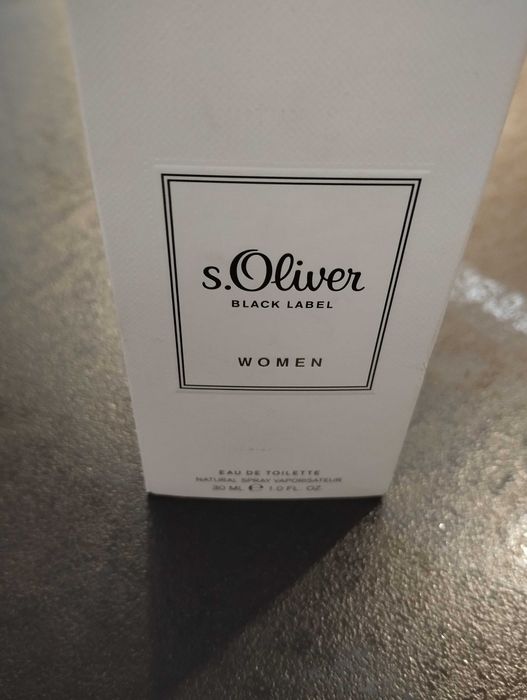 s.Oliver
BLACK LABEL
WOMEN
EAU DE TOILETTE
NATURAL SPRAY VAPORISATEUR
30 ML ℮ 1.0 FL. OZ